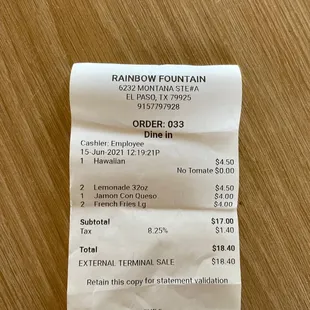 RAINBOW FOUNTAIN
6232 MONTANA STE#A
EL PASO, TX 79925
9157797928
ORDER: 033
Dine in
Cashier: Employee
15-Jun-2021 12:19:21P
1 Hawaiian $4.50
No Tomate $0.00
2 Lemonade 32oz $4.50
1 Jamon Con Queso $4.00
2 French Fries Lg $4.00
Subtotal $17.00
Tax 8.25% $1.40
Total $18.40
EXTERNAL TERMINAL SALE $18.40
Retain this copy for statement validation